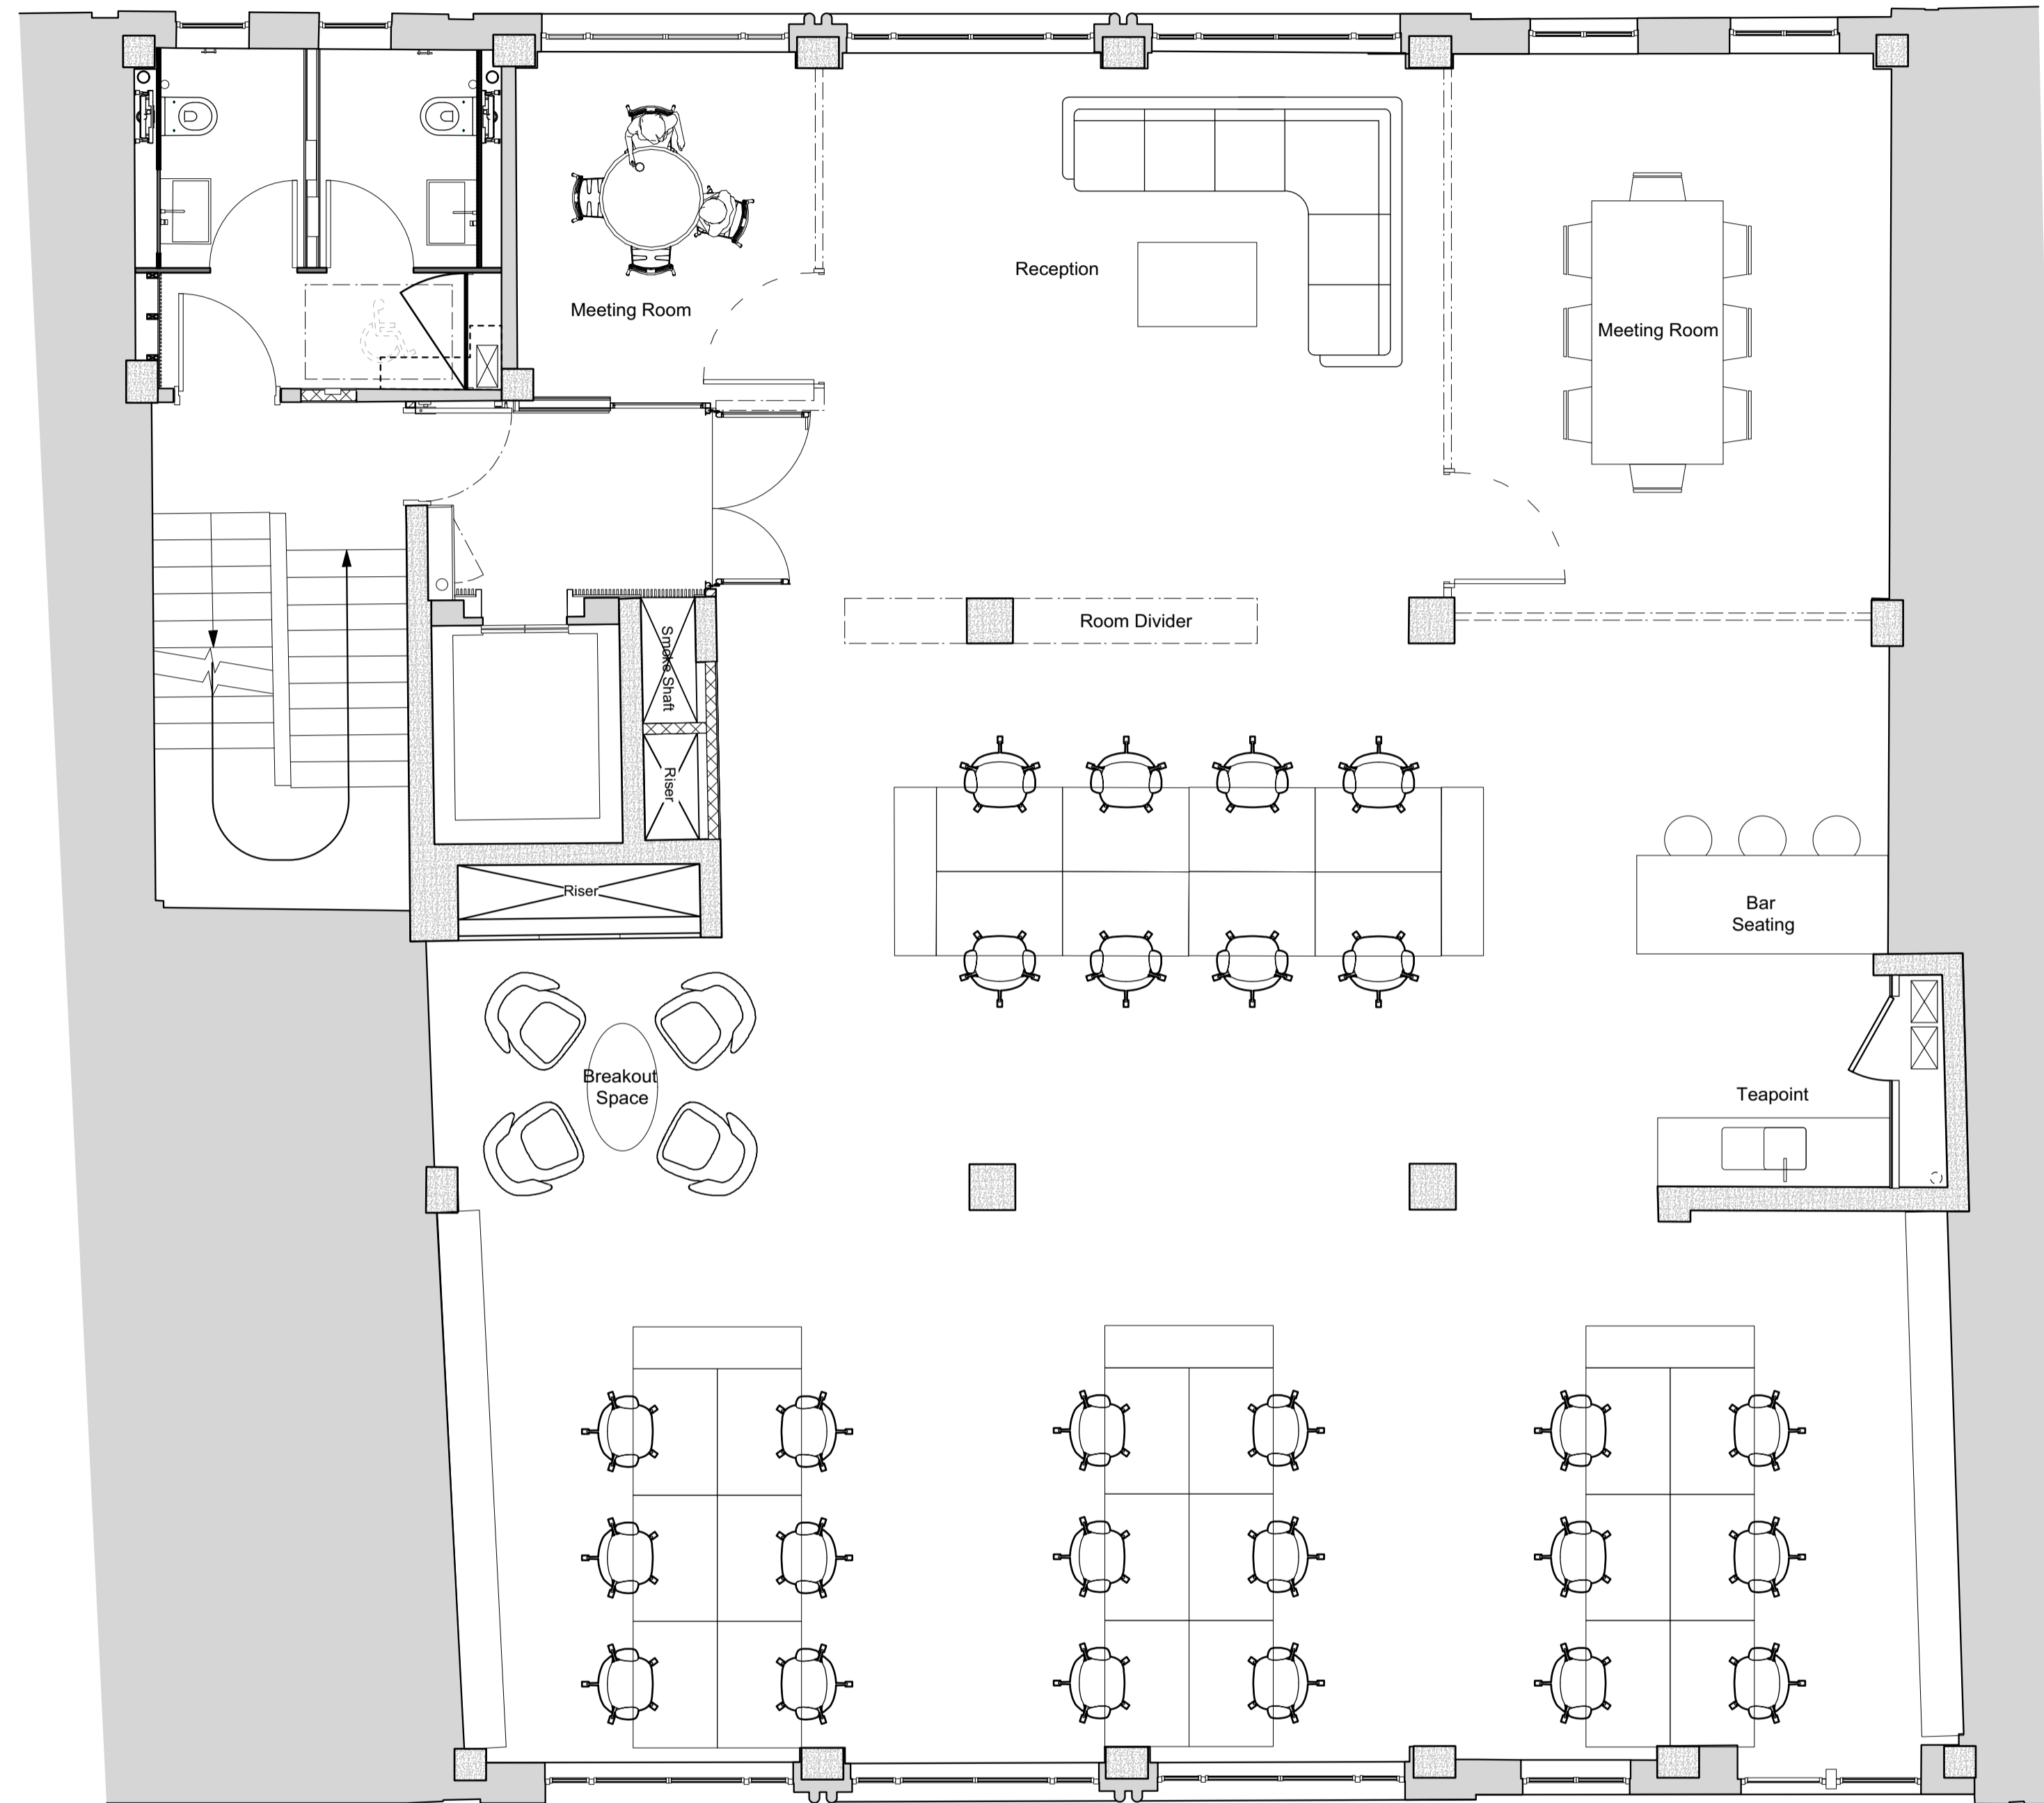 Reception
Meeting Room
Meeting Room
Room Divider
Smoke Shaft
Riser
Riser
Bar
Seating
Breakout
Space
Teapoint